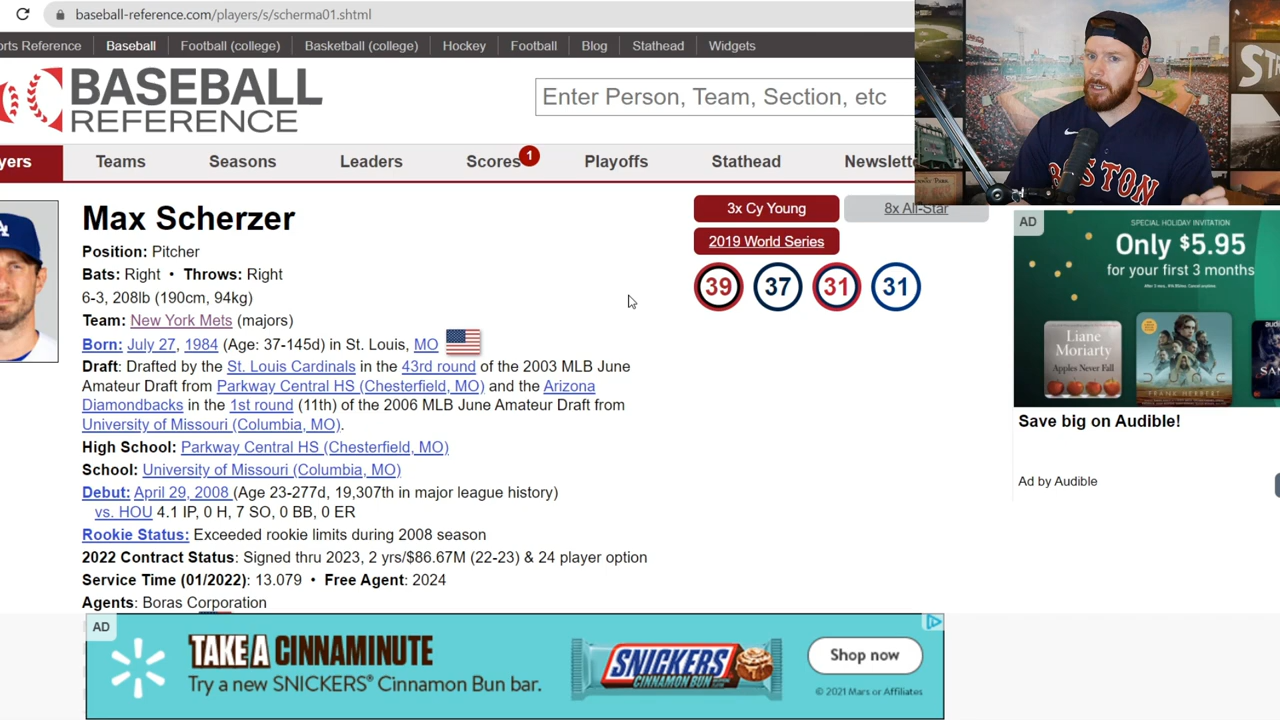 baseball-reference.com/players/s/scherma01.shtml
orts Reference Baseball Football (college) Basketball (college) Hockey Football Blog Stathead Widgets
BASEBALL
REFERENCE
Enter Person, Team, Section, etc
yers Teams Seasons Leaders Scores 1 Playoffs Stathead Newslett
BOSTON
ST
Max Scherzer
3x Cy Young 8x All-Star
2019 World Series
39 37 31 31
Position: Pitcher
Bats: Right • Throws: Right
6-3, 208lb (190cm, 94kg)
Team: New York Mets (majors)
Born: July 27, 1984 (Age: 37-145d) in St. Louis, MO
Draft: Drafted by the St. Louis Cardinals in the 43rd round of the 2003 MLB June
Amateur Draft from Parkway Central HS (Chesterfield, MO) and the Arizona
Diamondbacks in the 1st round (11th) of the 2006 MLB June Amateur Draft from
University of Missouri (Columbia, MO).
High School: Parkway Central HS (Chesterfield, MO)
School: University of Missouri (Columbia, MO)
Debut: April 29, 2008 (Age 23-277d, 19,307th in major league history)
vs. HOU 4.1 IP, 0 H, 7 SO, 0 BB, 0 ER
Rookie Status: Exceeded rookie limits during 2008 season
2022 Contract Status: Signed thru 2023, 2 yrs/$86.67M (22-23) & 24 player option
Service Time (01/2022): 13.079 • Free Agent: 2024
Agents: Boras Corporation
AD
SPECIAL HOLIDAY INVITATION
Only $5.95
for your first 3 months
LIANE
MORIARTY
Apples Never Fall
DUNE
FRANK HERBERT
Save big on Audible!
Ad by Audible
AD
TAKE A CINNAMINUTE
Try a new SNICKERS® Cinnamon Bun bar.
SNICKERS
CINNAMON BUN
Shop now
© 2021 Mars or Affiliates